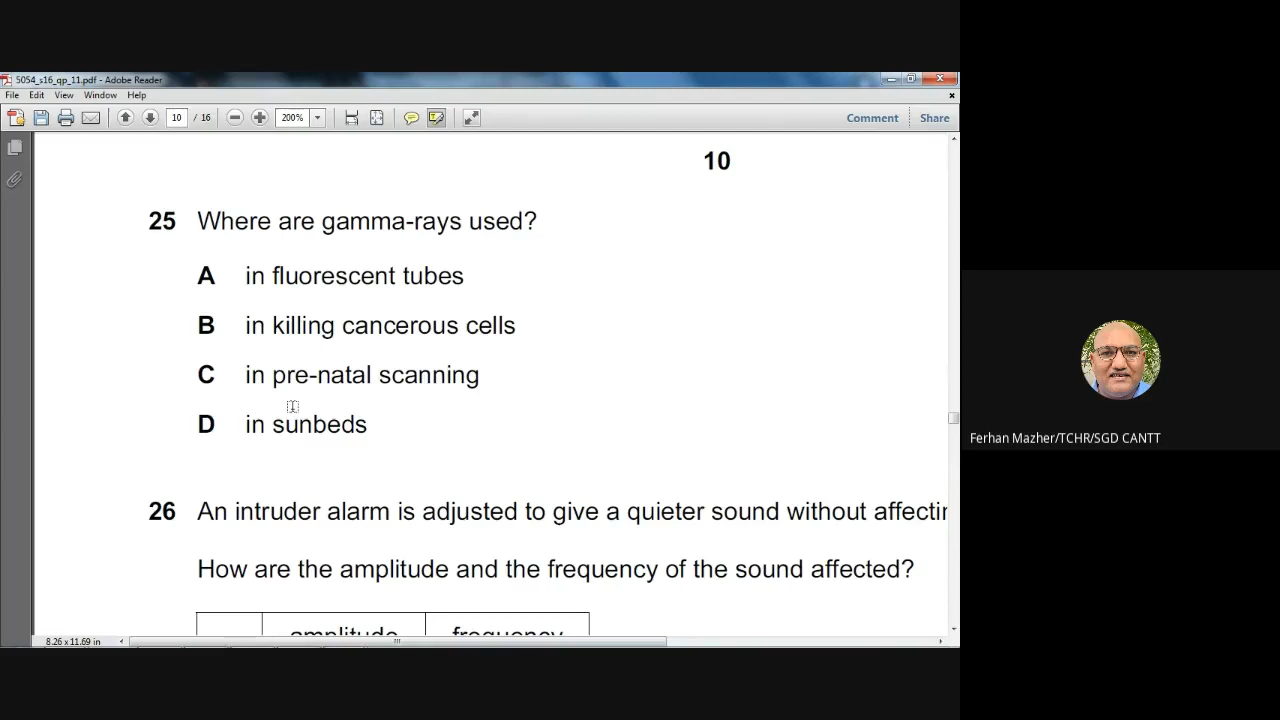 5054_s16_qp_11.pdf - Adobe Reader
File Edit View Window Help
10 / 16 200% Comment Share
10
25 Where are gamma-rays used?
A in fluorescent tubes
B in killing cancerous cells
C in pre-natal scanning
D in sunbeds
26 An intruder alarm is adjusted to give a quieter sound without
How are the amplitude and the frequency of the sound affected?
amplitude frequency
8.26 x 11.69 in
Ferhan Mazher/TCHR/SGD CANTT